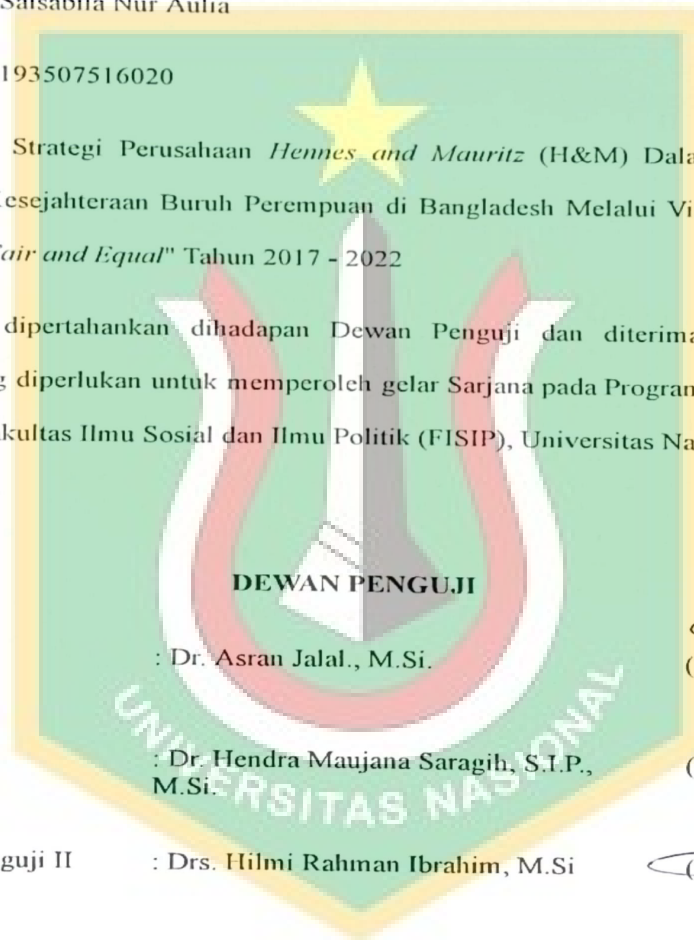 Salsabila Nur Aulia
193507516020
Strategi Perusahaan Hennes and Mauritz (H&M) Dala
esejahteraan Buruh Perempuan di Bangladesh Melalui Vi
air and Equal" Tahun 2017 - 2022
dipertahankan dihadapan Dewan Penguji dan diterima
g diperlukan untuk memperoleh gelar Sarjana pada Program
kultas Ilmu Sosial dan Ilmu Politik (FISIP), Universitas Na
DEWAN PENGUJI
: Dr. Asran Jalal., M.Si. (
: Dr. Hendra Maujana Saragih, S.I.P., (
M.Si.
guji II : Drs. Hilmi Rahman Ibrahim, M.Si (
UNIVERSITAS NASIONAL